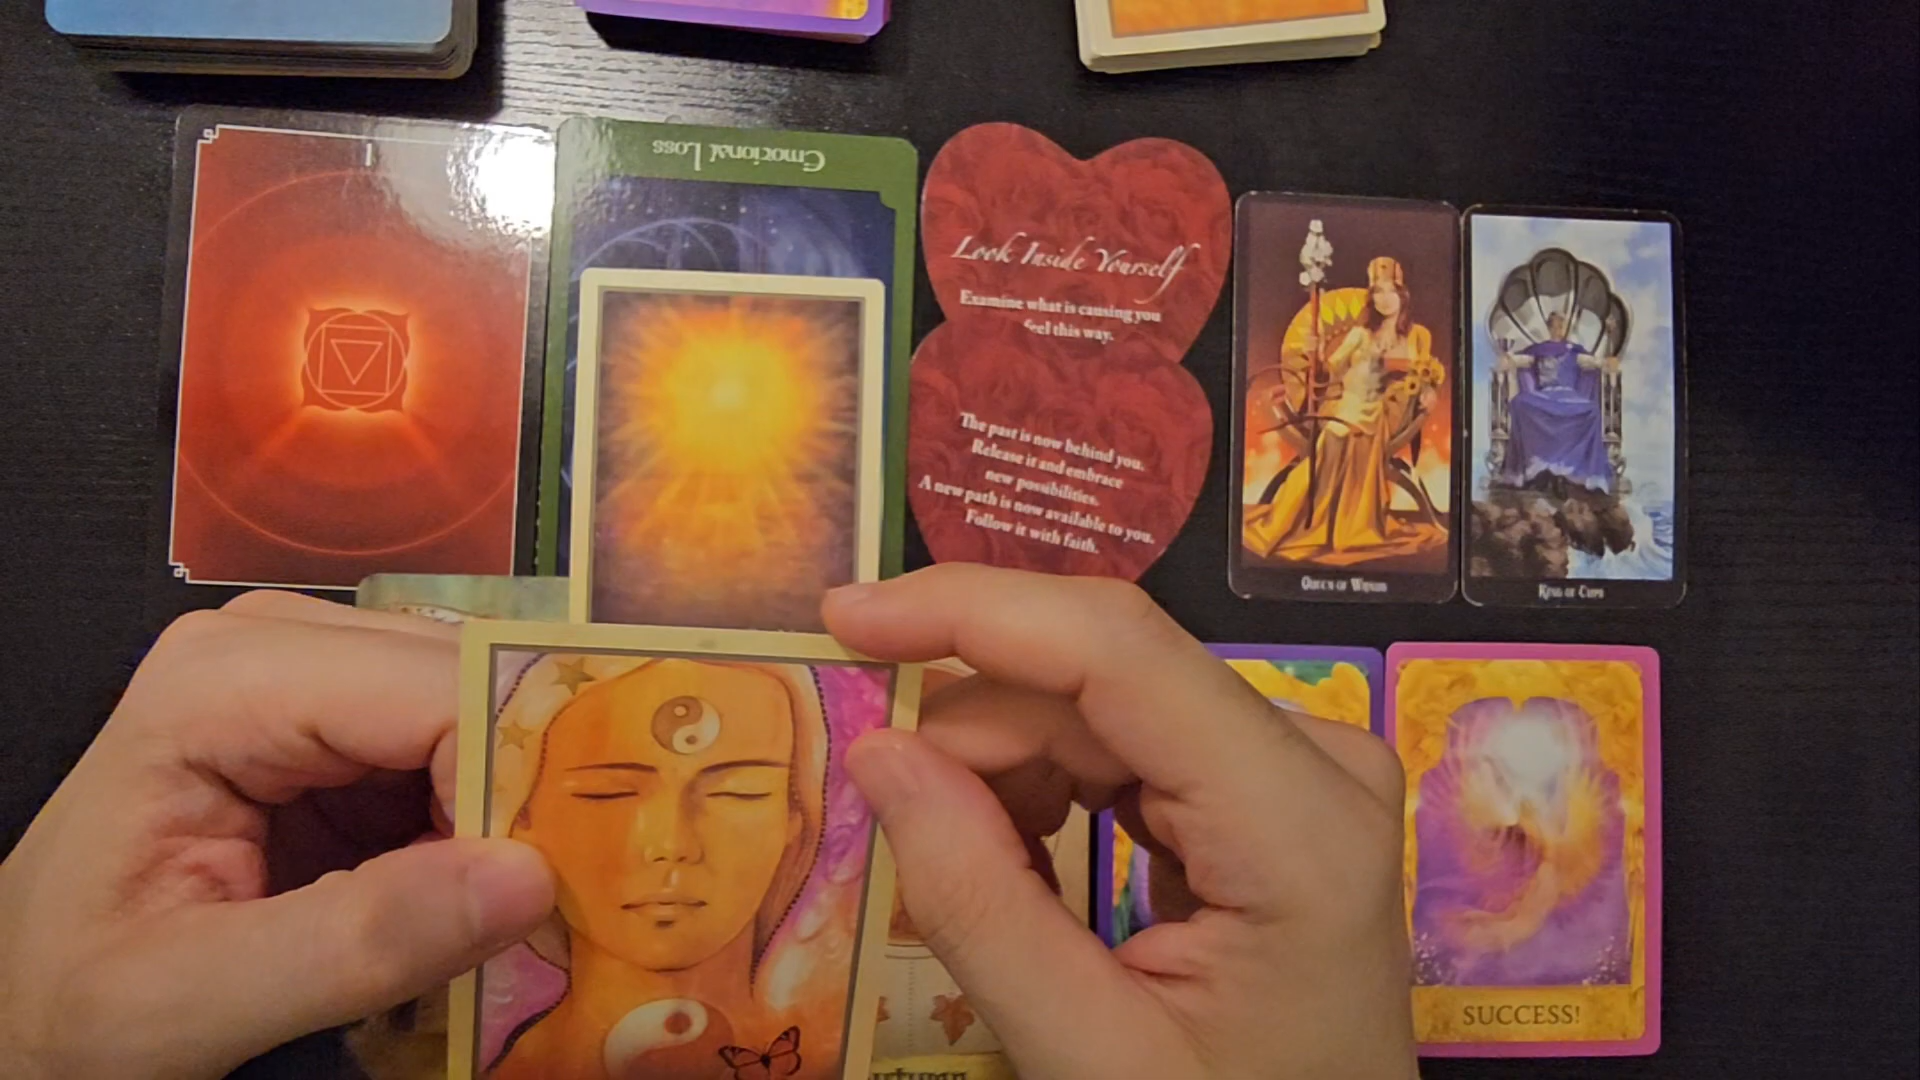 I
Emotional Loss
Look Inside Yourself
Examine what is causing you
feel this way.
The past is now behind you.
Release it and embrace
new possibilities.
A new path is now available to you.
Follow it with faith.
Queen of Wands
King of Cups
SUCCESS!